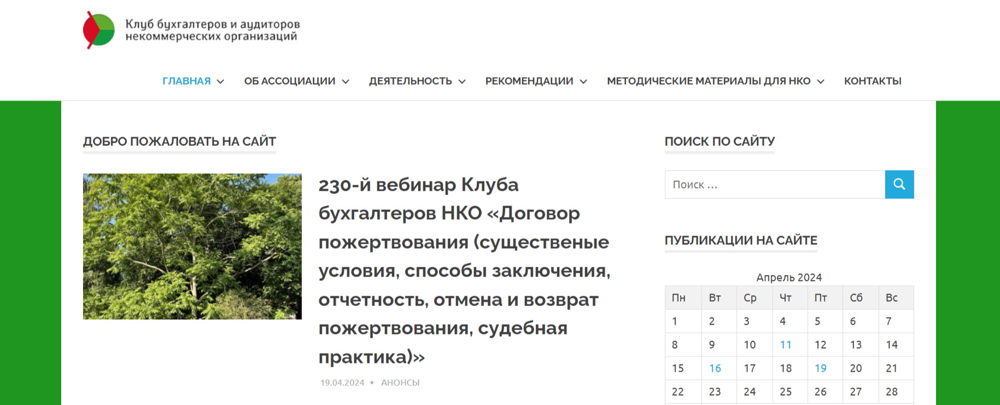 Клуб бухгалтеров и аудиторов
некоммерческих организаций
ГЛАВНАЯ ОБ АССОЦИАЦИИ ДЕЯТЕЛЬНОСТЬ РЕКОМЕНДАЦИИ МЕТОДИЧЕСКИЕ МАТЕРИАЛЫ ДЛЯ НКО КОНТАКТЫ
ДОБРО ПОЖАЛОВАТЬ НА САЙТ
230-й вебинар Клуба
бухгалтеров НКО «Договор
пожертвования (существеные
условия, способы заключения,
отчетность, отмена и возврат
пожертвования, судебная
практика)»
19.04.2024 • АНОНСЫ
ПОИСК ПО САЙТУ
Поиск …
ПУБЛИКАЦИИ НА САЙТЕ
Апрель 2024
Пн Вт Ср Чт Пт Сб Вс
1 2 3 4 5 6 7
8 9 10 11 12 13 14
15 16 17 18 19 20 21
22 23 24 25 26 27 28